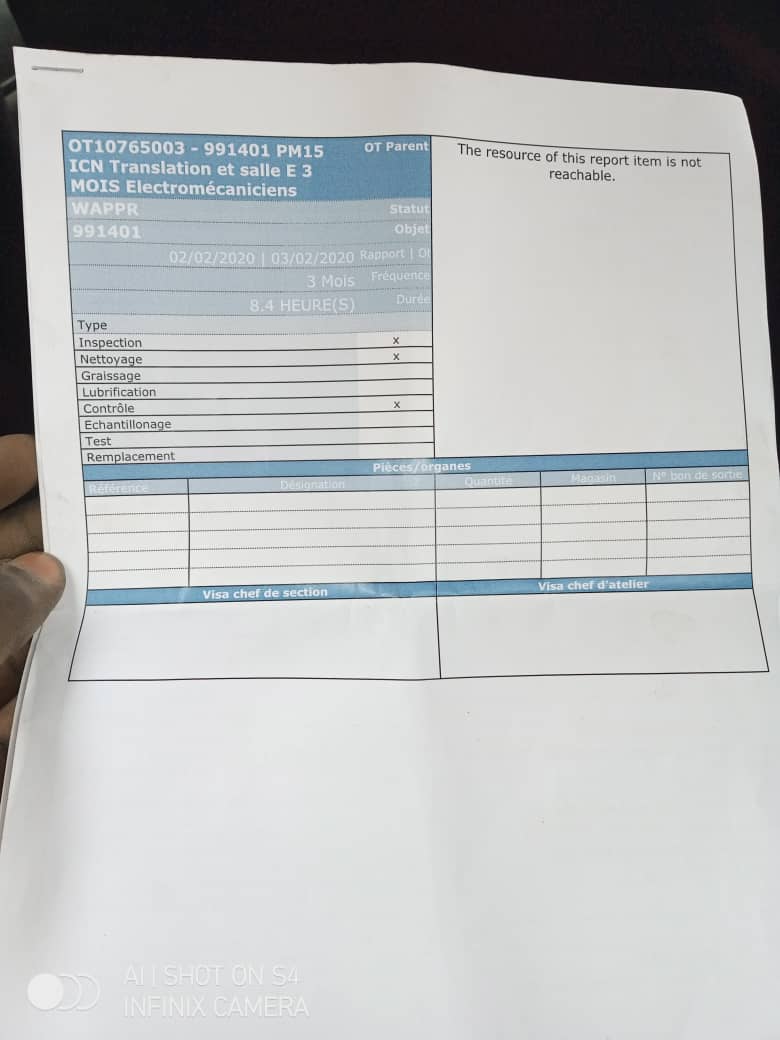 OT10765003 - 991401 PM15 OT Parent
ICN Translation et salle E 3
MOIS Electromécaniciens
The resource of this report item is not
reachable.
WAPPR Statut
991401 Objet
02/02/2020 | 03/02/2020 Rapport |
3 Mois Fréquence
8.4 HEURE(S) Durée
Type
Inspection x
Nettoyage x
Graissage
Lubrification
Contrôle x
Echantillonage
Test
Remplacement
Pièces/organes
Référence Désignation Quantité Magasin N° bon de sortie
Visa chef de section Visa chef d'atelier
AI | SHOT ON S4
INFINIX CAMERA